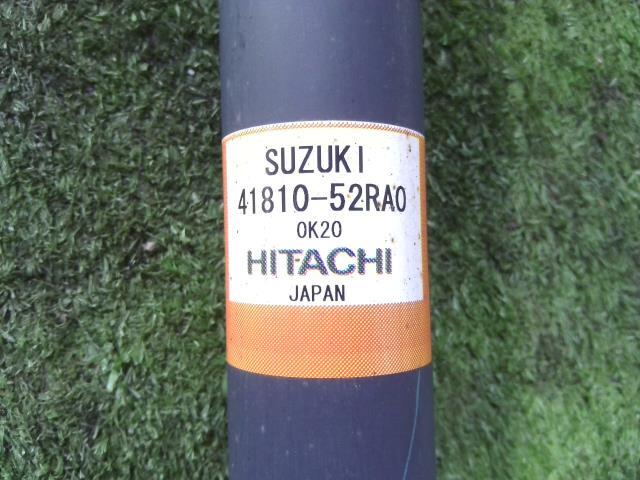 SUZUKI
41810-52RA0
0K20
HITACHI
JAPAN